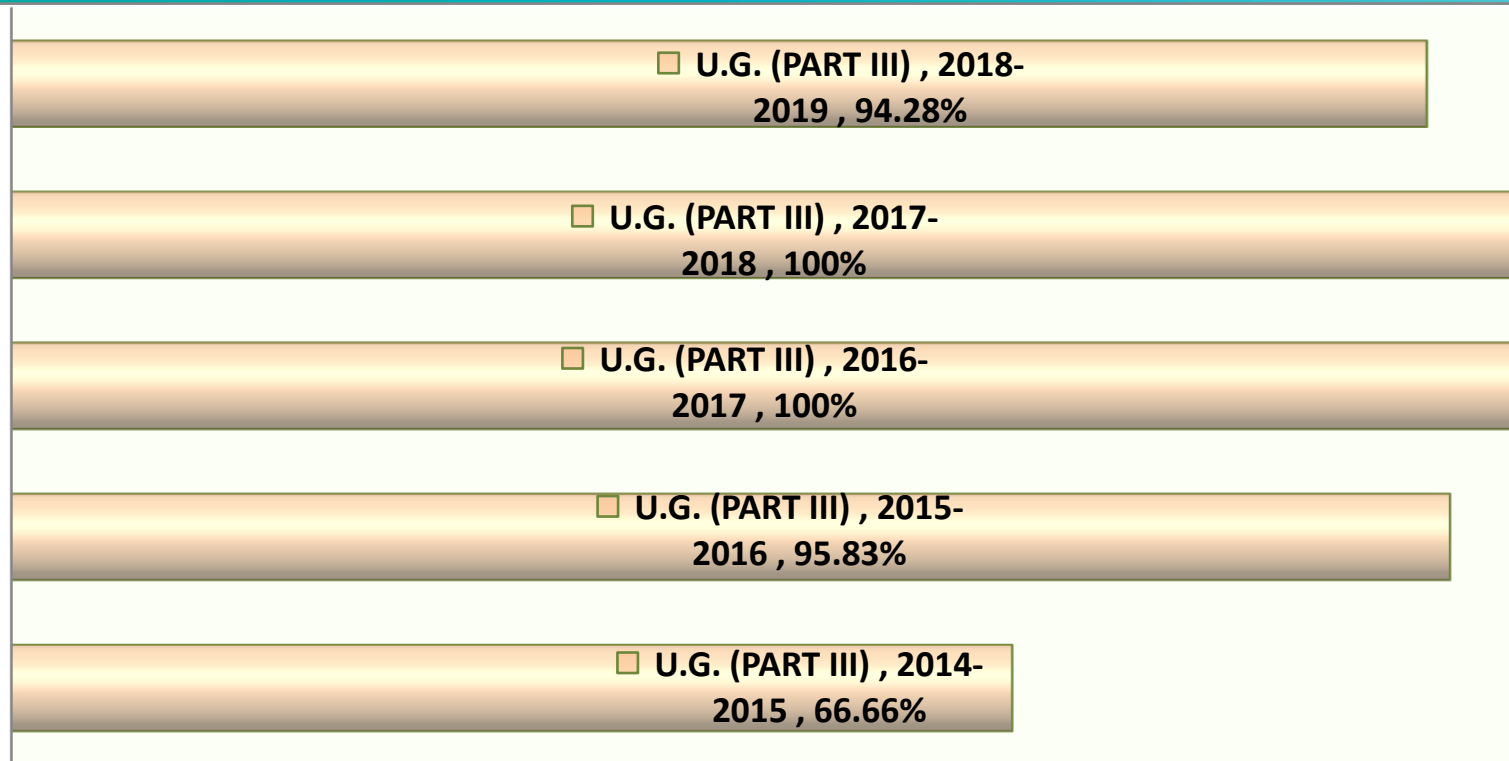 U.G. (PART III) , 2018-
2019 , 94.28%
U.G. (PART III) , 2017-
2018 , 100%
U.G. (PART III) , 2016-
2017 , 100%
U.G. (PART III) , 2015-
2016 , 95.83%
U.G. (PART III) , 2014-
2015 , 66.66%